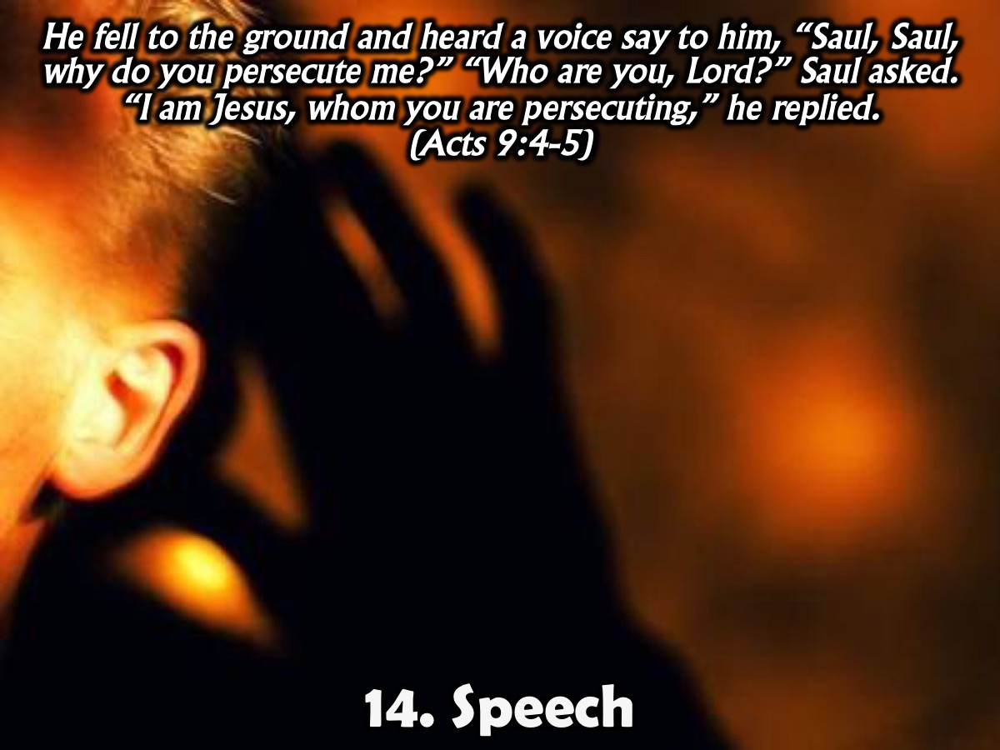 He fell to the ground and heard a voice say to him, “Saul, Saul,
why do you persecute me?” “Who are you, Lord?” Saul asked.
“I am Jesus, whom you are persecuting,” he replied.
(Acts 9:4-5)
14. Speech